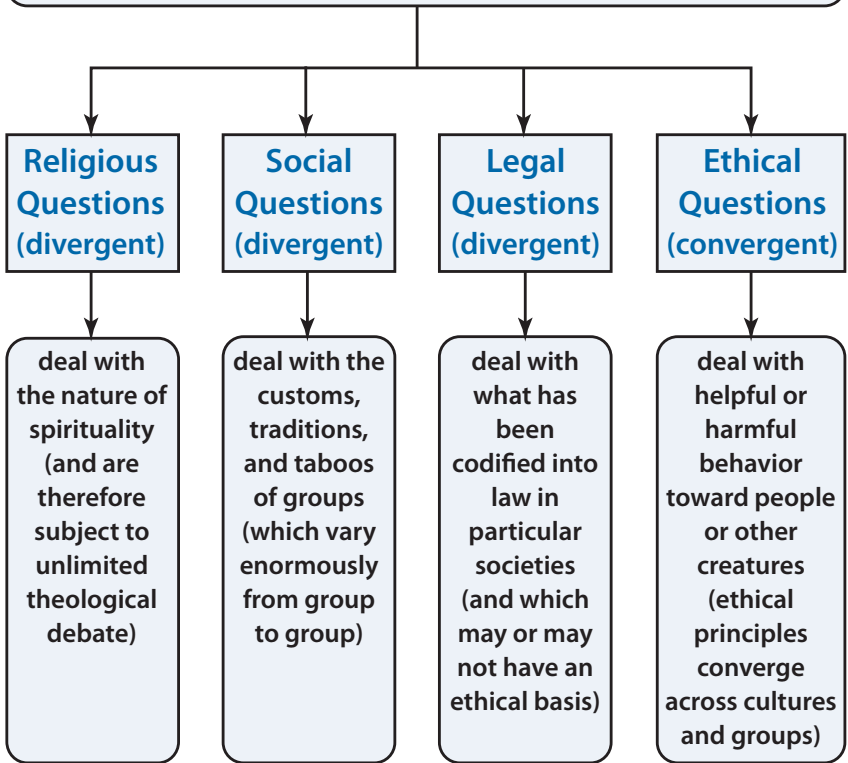 Religious
Questions
(divergent)
Social
Questions
(divergent)
Legal
Questions
(divergent)
Ethical
Questions
(convergent)
deal with
the nature of
spirituality
(and are
therefore
subject to
unlimited
theological
debate)
deal with the
customs,
traditions,
and taboos
of groups
(which vary
enormously
from group
to group)
deal with
what has
been
codified into
law in
particular
societies
(and which
may or may
not have an
ethical basis)
deal with
helpful or
harmful
behavior
toward people
or other
creatures
(ethical
principles
converge
across cultures
and groups)